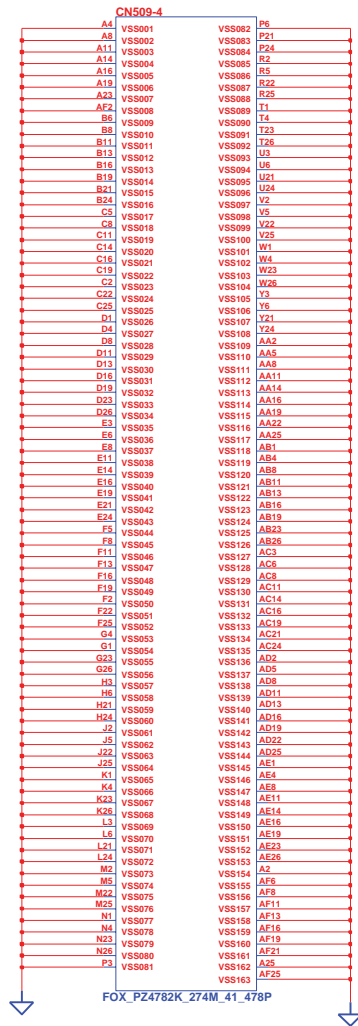 CN509-4
A4 VSS001 VSS082 P6
A8 VSS002 VSS083 P21
A11 VSS003 VSS084 P24
A14 VSS004 VSS085 R2
A16 VSS005 VSS086 R5
A19 VSS006 VSS087 R22
A23 VSS007 VSS088 R25
AF2 VSS008 VSS089 T1
B6 VSS009 VSS090 T4
B8 VSS010 VSS091 T23
B11 VSS011 VSS092 T26
B13 VSS012 VSS093 U3
B16 VSS013 VSS094 U6
B19 VSS014 VSS095 U21
B21 VSS015 VSS096 U24
B24 VSS016 VSS097 V2
C5 VSS017 VSS098 V5
C8 VSS018 VSS099 V22
C11 VSS019 VSS100 V25
C14 VSS020 VSS101 W1
C16 VSS021 VSS102 W4
C19 VSS022 VSS103 W23
C2 VSS023 VSS104 W26
C22 VSS024 VSS105 Y3
C25 VSS025 VSS106 Y6
D1 VSS026 VSS107 Y21
D4 VSS027 VSS108 Y24
D8 VSS028 VSS109 AA2
D11 VSS029 VSS110 AA5
D13 VSS030 VSS111 AA8
D16 VSS031 VSS112 AA11
D19 VSS032 VSS113 AA14
D23 VSS033 VSS114 AA16
D26 VSS034 VSS115 AA19
E3 VSS035 VSS116 AA22
E6 VSS036 VSS117 AA25
E8 VSS037 VSS118 AB1
E11 VSS038 VSS119 AB4
E14 VSS039 VSS120 AB8
E16 VSS040 VSS121 AB11
E19 VSS041 VSS122 AB13
E21 VSS042 VSS123 AB16
E24 VSS043 VSS124 AB19
F5 VSS044 VSS125 AB23
F8 VSS045 VSS126 AB26
F11 VSS046 VSS127 AC3
F13 VSS047 VSS128 AC6
F16 VSS048 VSS129 AC8
F19 VSS049 VSS130 AC11
F2 VSS050 VSS131 AC14
F22 VSS051 VSS132 AC16
F25 VSS052 VSS133 AC19
G4 VSS053 VSS134 AC21
G1 VSS054 VSS135 AC24
G23 VSS055 VSS136 AD2
G26 VSS056 VSS137 AD5
H3 VSS057 VSS138 AD8
H6 VSS058 VSS139 AD11
H21 VSS059 VSS140 AD13
H24 VSS060 VSS141 AD16
J2 VSS061 VSS142 AD19
J5 VSS062 VSS143 AD22
J22 VSS063 VSS144 AD25
J25 VSS064 VSS145 AE1
K1 VSS065 VSS146 AE4
K4 VSS066 VSS147 AE8
K23 VSS067 VSS148 AE11
K26 VSS068 VSS149 AE14
L3 VSS069 VSS150 AE16
L6 VSS070 VSS151 AE19
L21 VSS071 VSS152 AE23
L24 VSS072 VSS153 AE26
M2 VSS073 VSS154 A2
M5 VSS074 VSS155 AF6
M22 VSS075 VSS156 AF8
M25 VSS076 VSS157 AF11
N1 VSS077 VSS158 AF13
N4 VSS078 VSS159 AF16
N23 VSS079 VSS160 AF19
N26 VSS080 VSS161 AF21
P3 VSS081 VSS162 A25
VSS163 AF25
FOX_PZ4782K_274M_41_478P